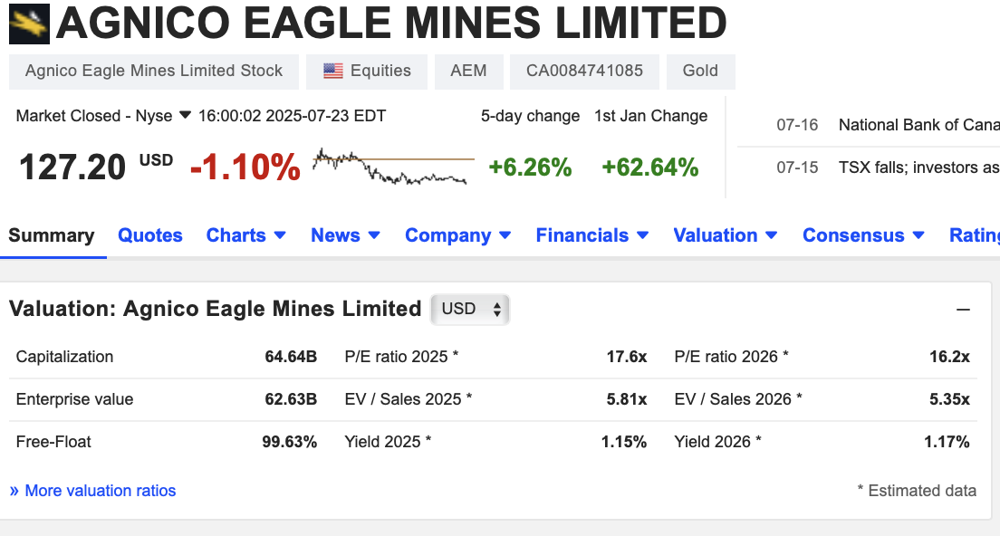 AGNICO EAGLE MINES LIMITED
Agnico Eagle Mines Limited Stock Equities AEM CA0084741085 Gold
Market Closed - Nyse 16:00:02 2025-07-23 EDT 5-day change 1st Jan Change
127.20 USD -1.10% +6.26% +62.64%
07-16 National Bank of Cana
07-15 TSX falls; investors as
Summary Quotes Charts News Company Financials Valuation Consensus Rating
Valuation: Agnico Eagle Mines Limited USD
Capitalization 64.64B P/E ratio 2025 * 17.6x P/E ratio 2026 * 16.2x
Enterprise value 62.63B EV / Sales 2025 * 5.81x EV / Sales 2026 * 5.35x
Free-Float 99.63% Yield 2025 * 1.15% Yield 2026 * 1.17%
» More valuation ratios * Estimated data